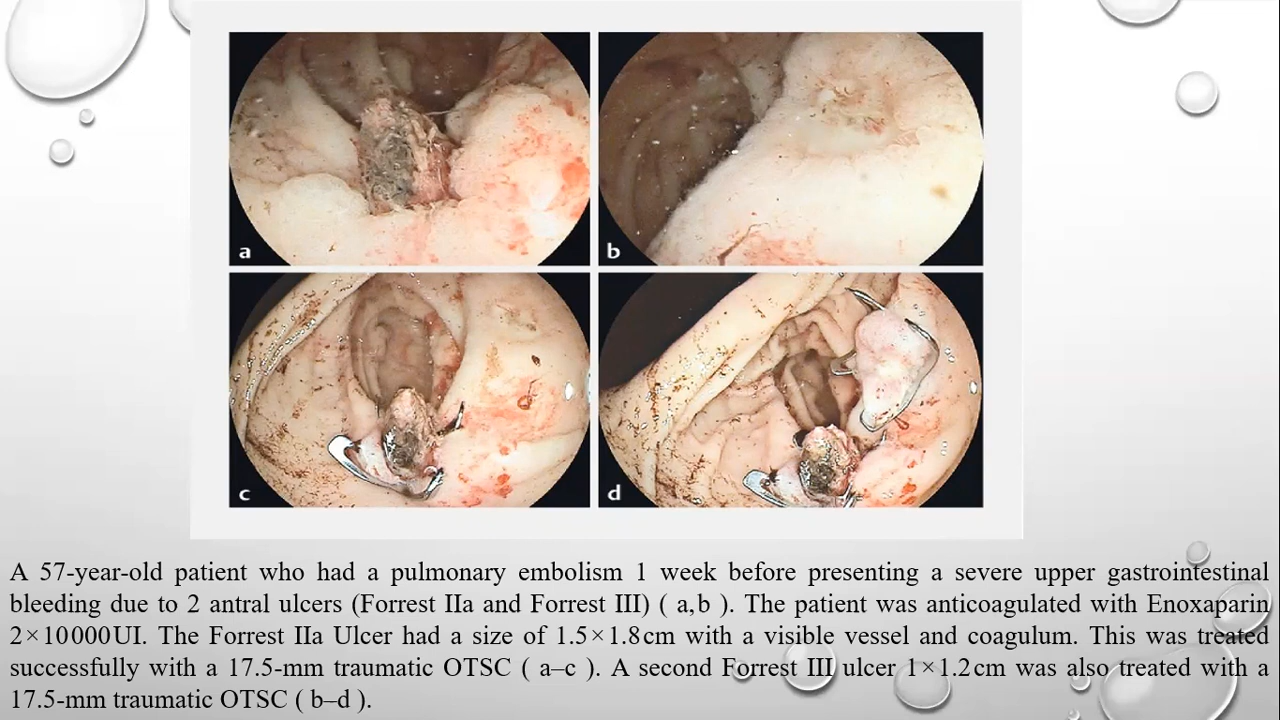 a
b
c
d
A 57-year-old patient who had a pulmonary embolism 1 week before presenting a severe upper gastrointestinal
bleeding due to 2 antral ulcers (Forrest IIa and Forrest III) ( a,b ). The patient was anticoagulated with Enoxaparin
2×10000UI. The Forrest IIa Ulcer had a size of 1.5×1.8cm with a visible vessel and coagulum. This was treated
successfully with a 17.5-mm traumatic OTSC ( a–c ). A second Forrest III ulcer 1×1.2cm was also treated with a
17.5-mm traumatic OTSC ( b–d ).